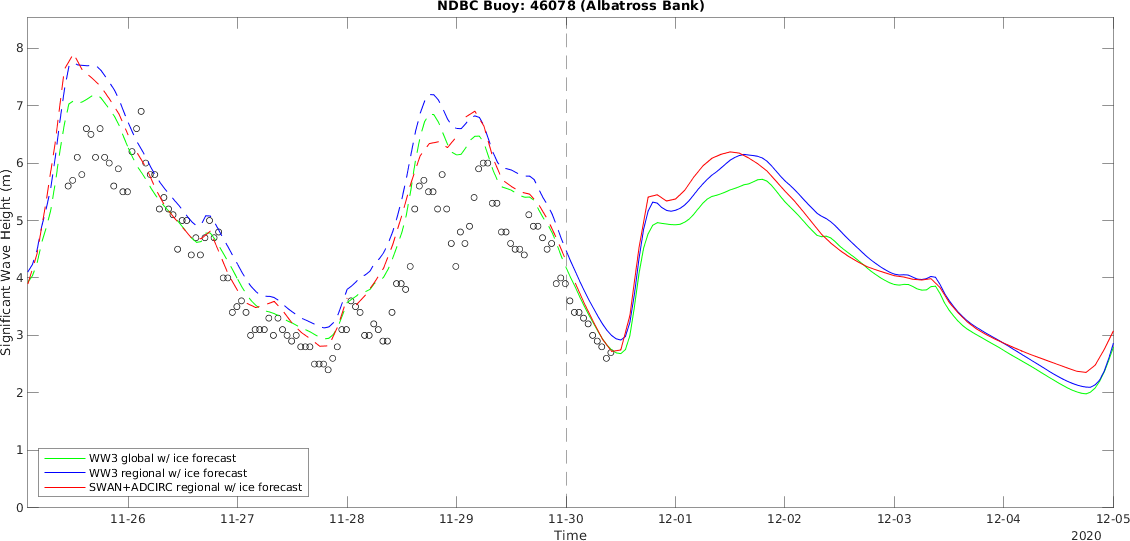 NDBC Buoy: 46078 (Albatross Bank)
Significant Wave Height (m)
8
7
6
5
4
3
2
1
0
WW3 global w/ ice forecast
WW3 regional w/ ice forecast
SWAN+ADCIRC regional w/ ice forecast
11-26 11-27 11-28 11-29 11-30 12-01 12-02 12-03 12-04 12-05
Time
2020